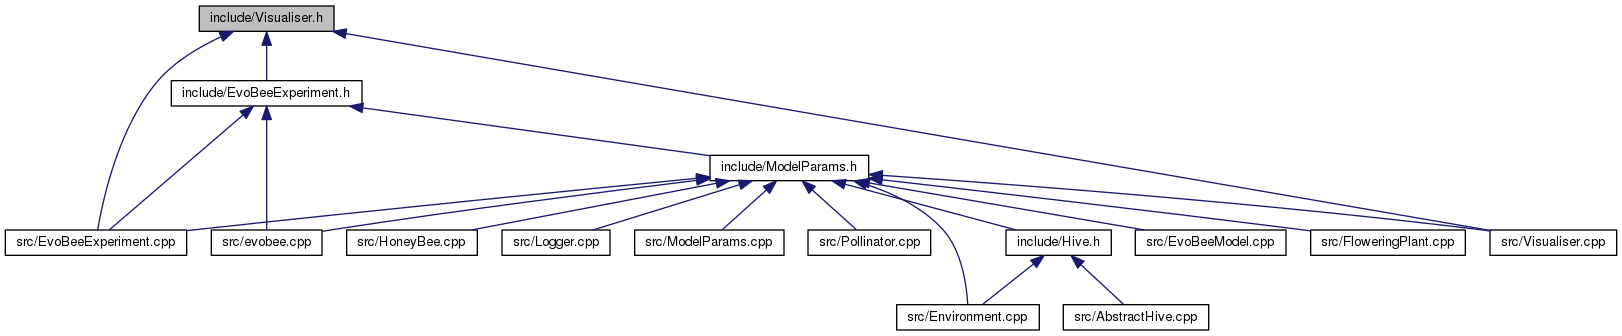 include/Visualiser.h
include/EvoBeeExperiment.h
include/ModelParams.h
src/EvoBeeExperiment.cpp
src/evobee.cpp
src/HoneyBee.cpp
src/Logger.cpp
src/ModelParams.cpp
src/Pollinator.cpp
include/Hive.h
src/EvoBeeModel.cpp
src/FloweringPlant.cpp
src/Visualiser.cpp
src/Environment.cpp
src/AbstractHive.cpp